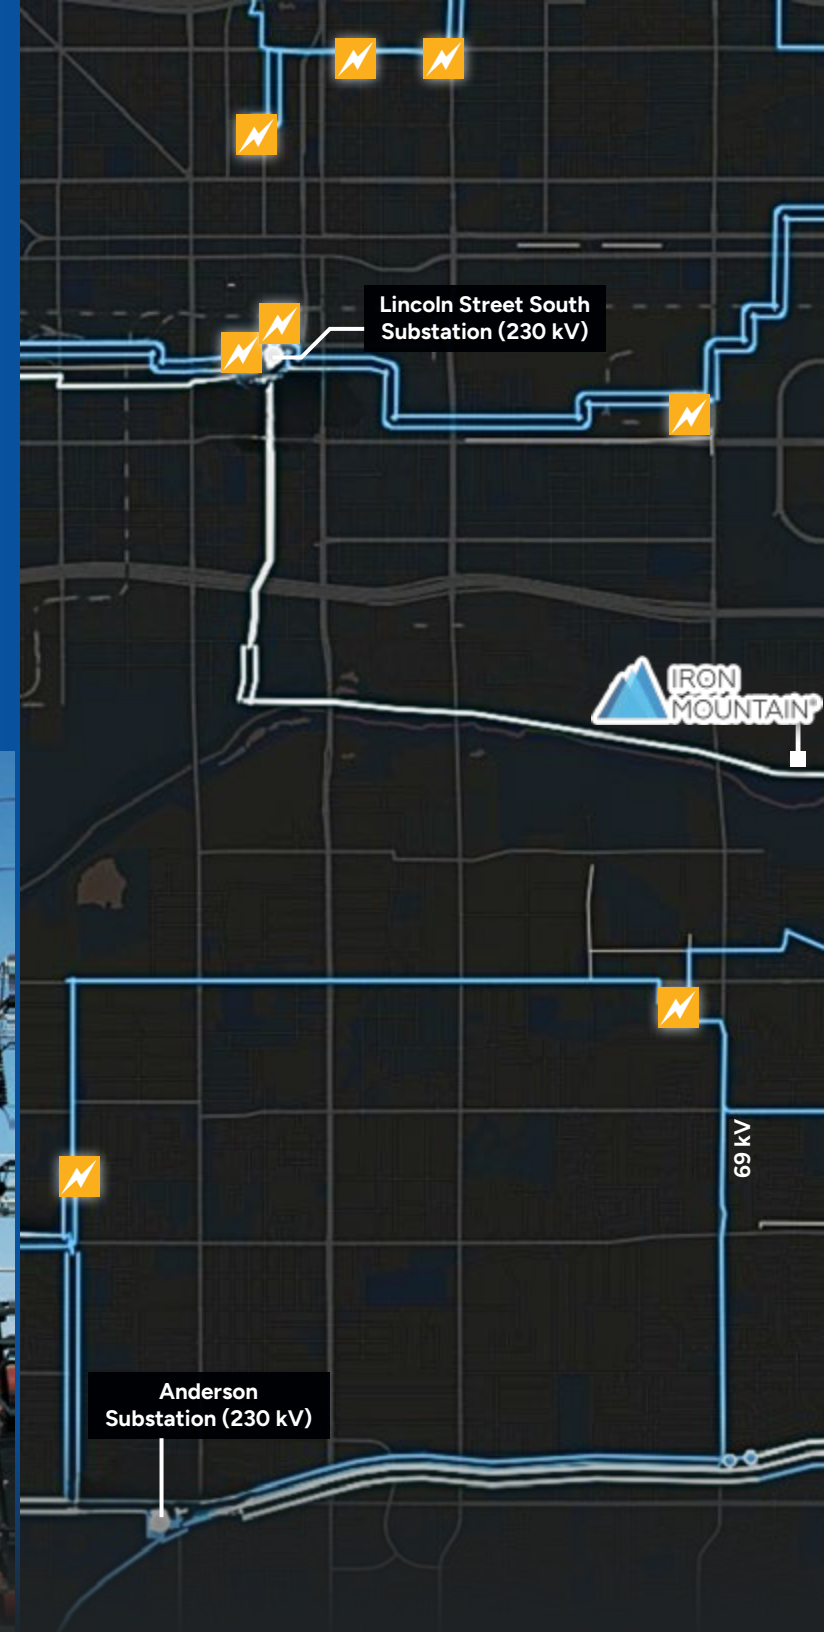 Lincoln Street South
Substation (230 kV)
IRON
MOUNTAIN®
69 kV
Anderson
Substation (230 kV)